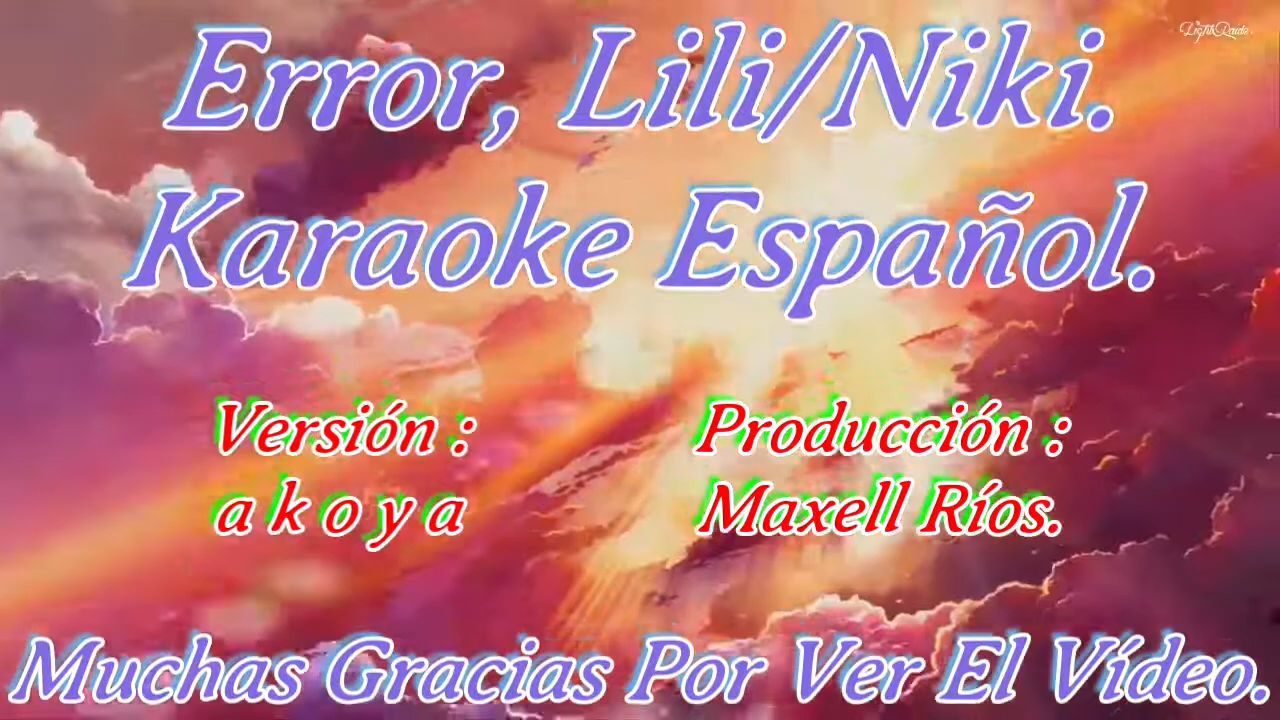 Error, Lili/Niki.
Karaoke Español.
Versión :
a k o y a
Producción :
Maxell Ríos.
Muchas Gracias Por Ver El Vídeo.